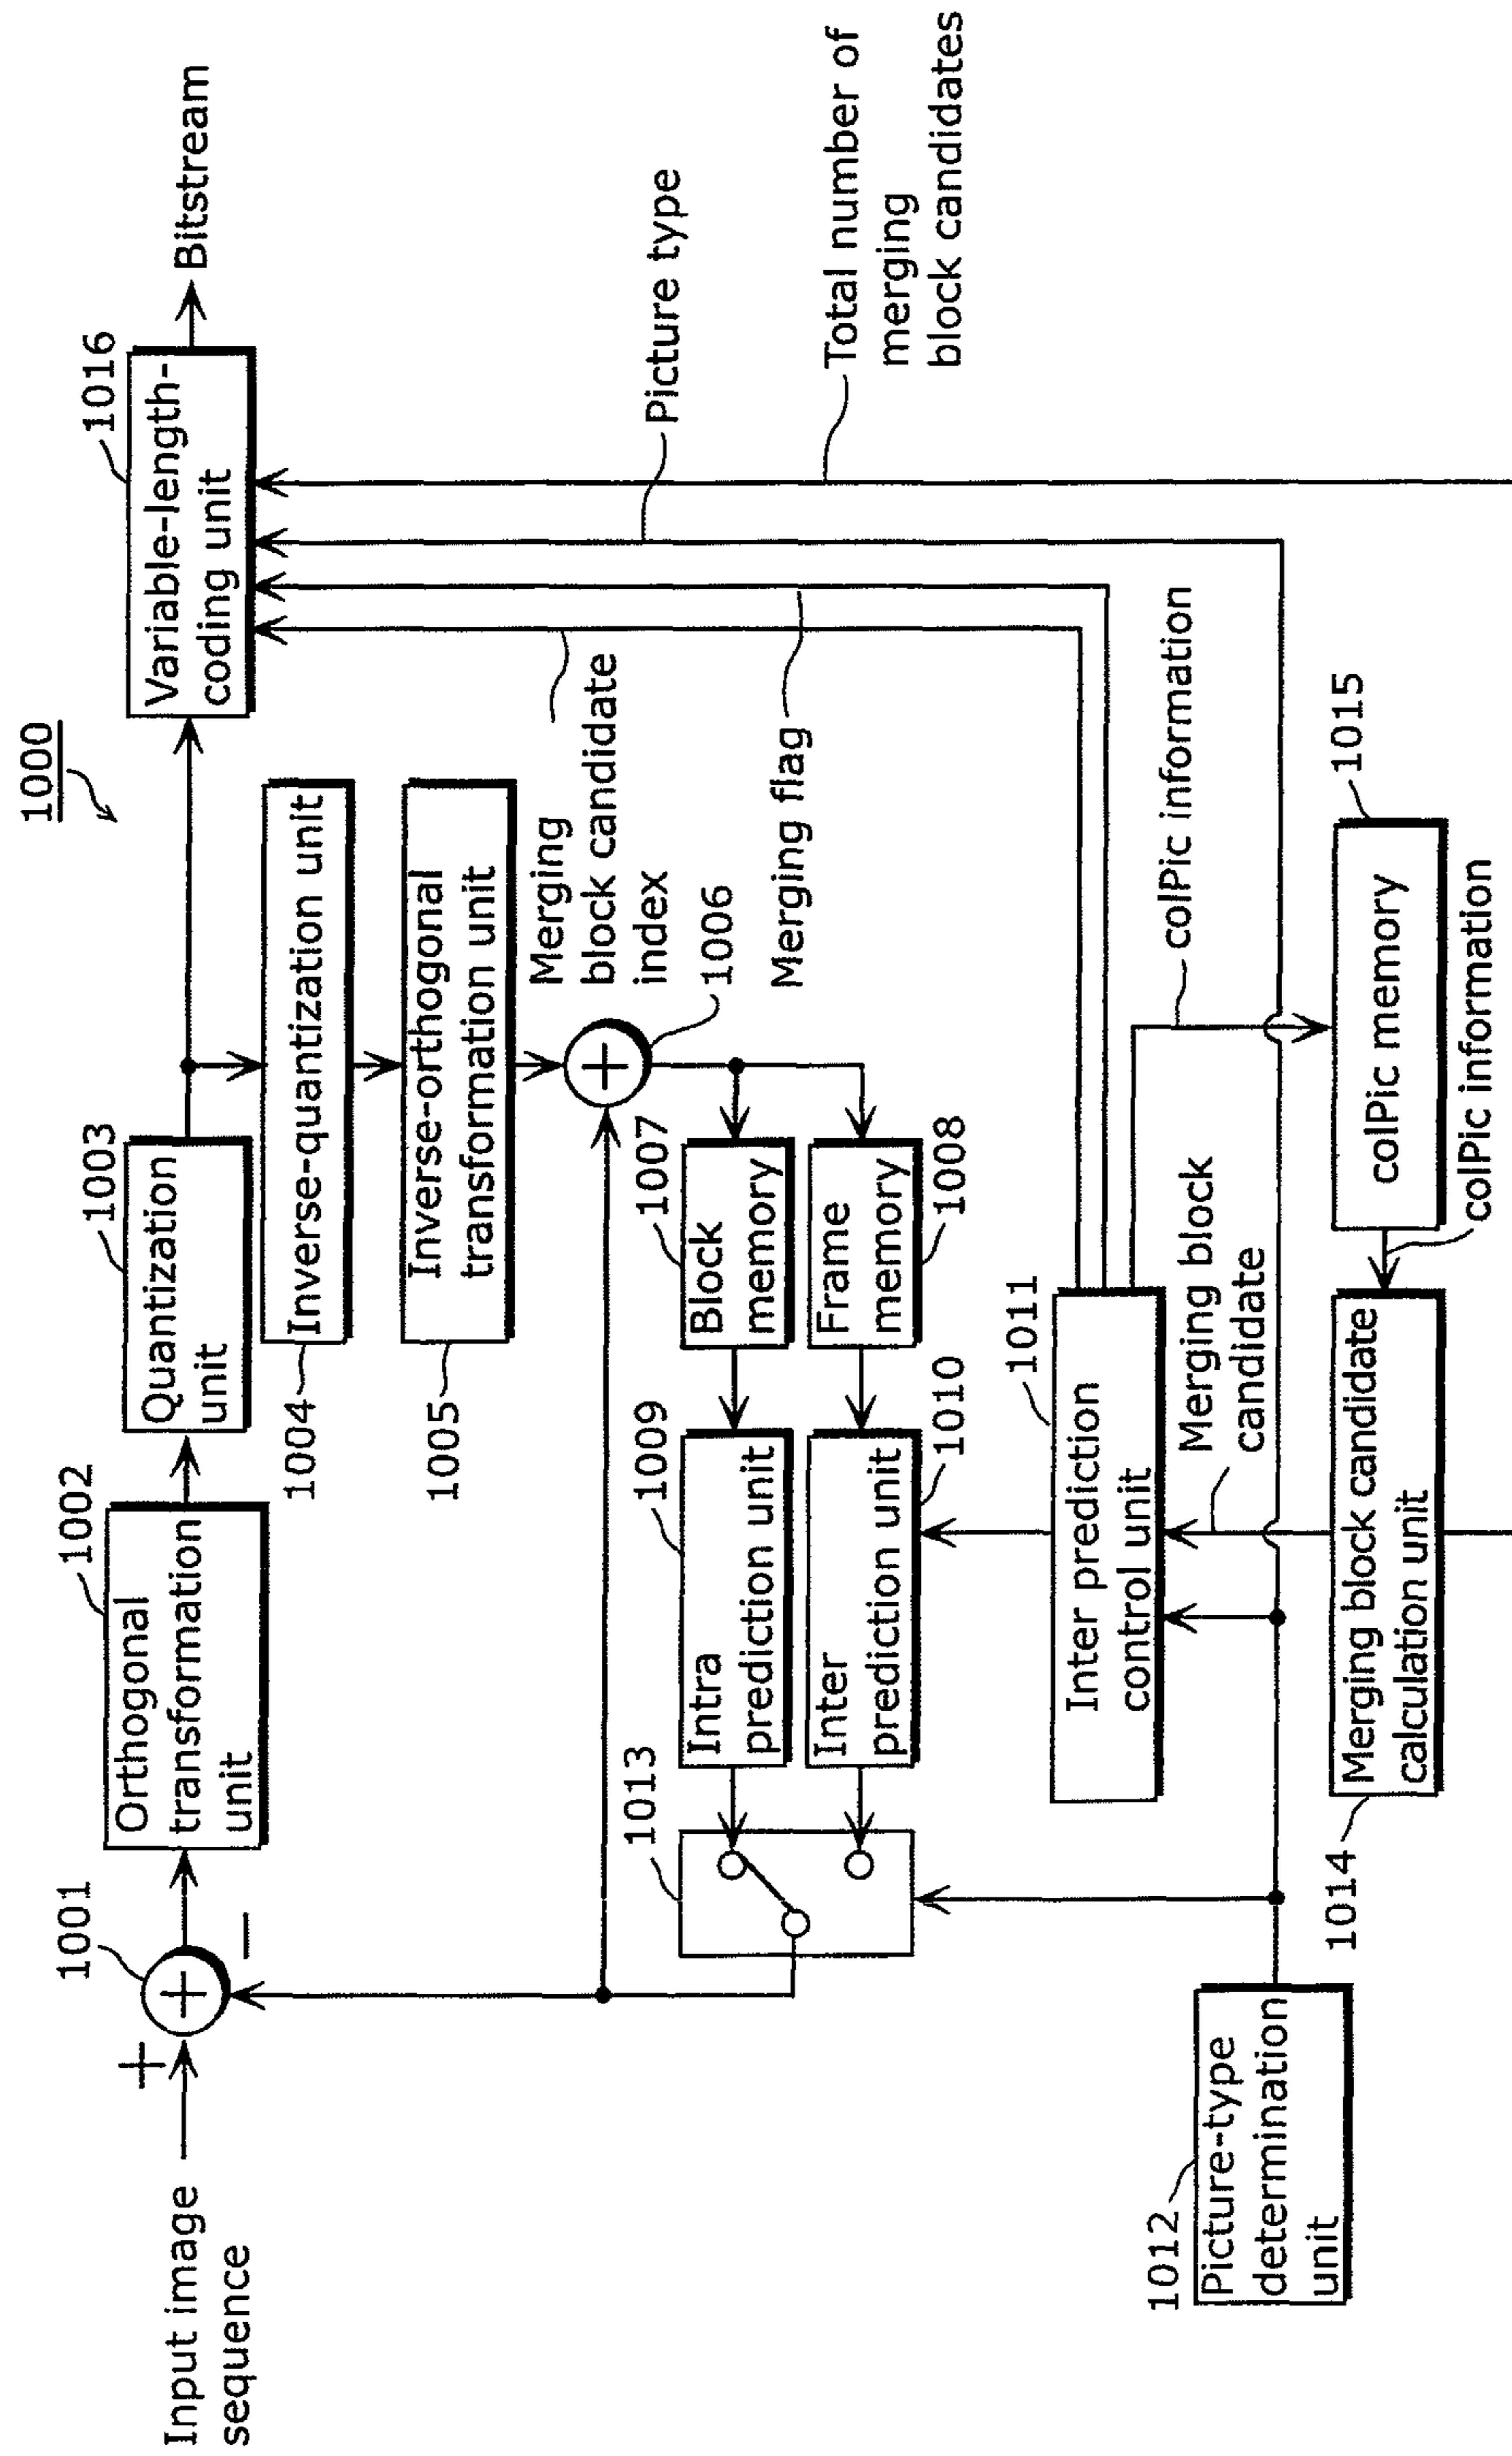 1000
Input image
sequence
+
1001
+
−
1002
Orthogonal
transformation
unit
1003
Quantization
unit
1016
Variable-length-
coding unit
Bitstream
1004
Inverse-quantization unit
1005
Inverse-orthogonal
transformation unit
Merging
block candidate
index
+
1006
1007
Block
memory
Frame
memory
1008
1009
Intra
prediction unit
Inter
prediction unit
1010
1013
Merging flag
Picture type
Total number of
merging
block candidates
1011
Inter prediction
control unit
colPic information
Merging block
candidate
1012
Picture-type
determination
unit
1014
Merging block candidate
calculation unit
1015
colPic memory
colPic information